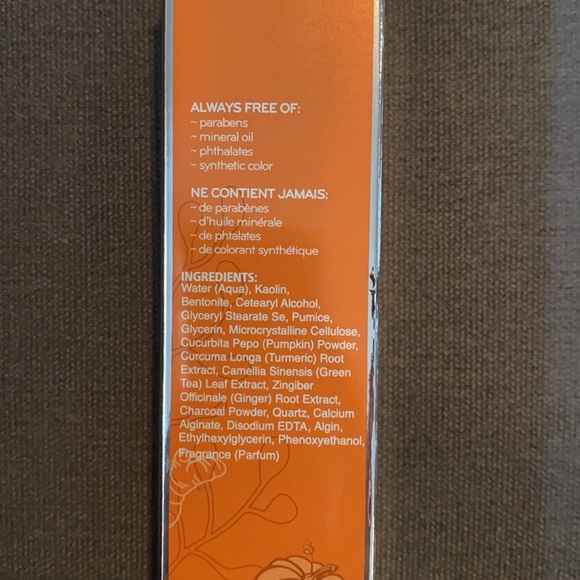 ALWAYS FREE OF:
~ parabens
~ mineral oil
~ phthalates
~ synthetic color
NE CONTIENT JAMAIS:
~ de parabènes
~ d'huile minérale
~ de phtalates
~ de colorant synthétique
INGREDIENTS:
Water (Aqua), Kaolin,
Bentonite, Cetearyl Alcohol,
Glyceryl Stearate Se, Pumice,
Glycerin, Microcrystalline Cellulose,
Cucurbita Pepo (Pumpkin) Powder,
Curcuma Longa (Turmeric) Root
Extract, Camellia Sinensis (Green
Tea) Leaf Extract, Zingiber
Officinale (Ginger) Root Extract,
Charcoal Powder, Quartz, Calcium
Alginate, Disodium EDTA, Algin,
Ethylhexylglycerin, Phenoxyethanol,
Fragrance (Parfum)